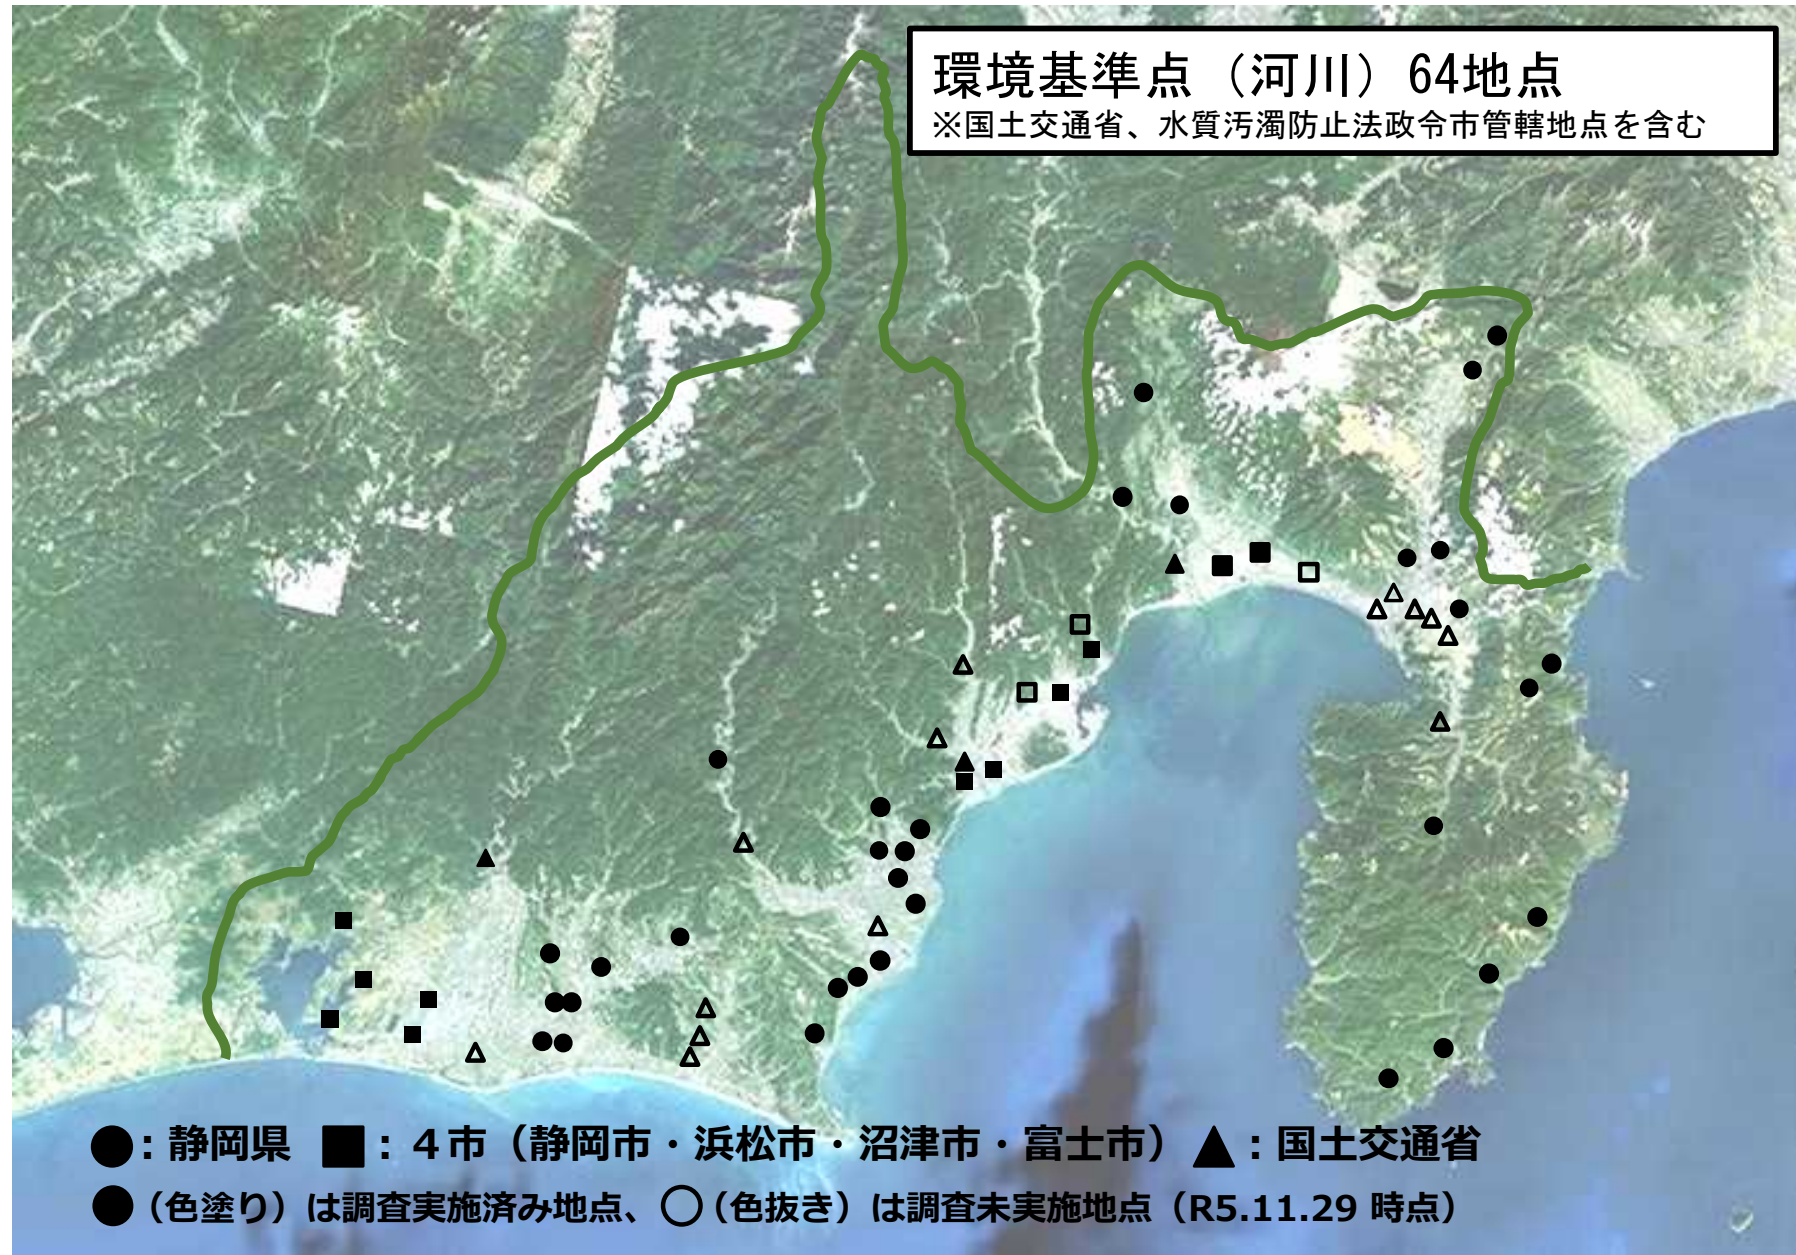 環境基準点（河川）64地点
※国土交通省、水質汚濁防止法政令市管轄地点を含む
●：静岡県　■：４市（静岡市・浜松市・沼津市・富士市）▲：国土交通省
●（色塗り）は調査実施済み地点、○（色抜き）は調査未実施地点（R5.11.29 時点）